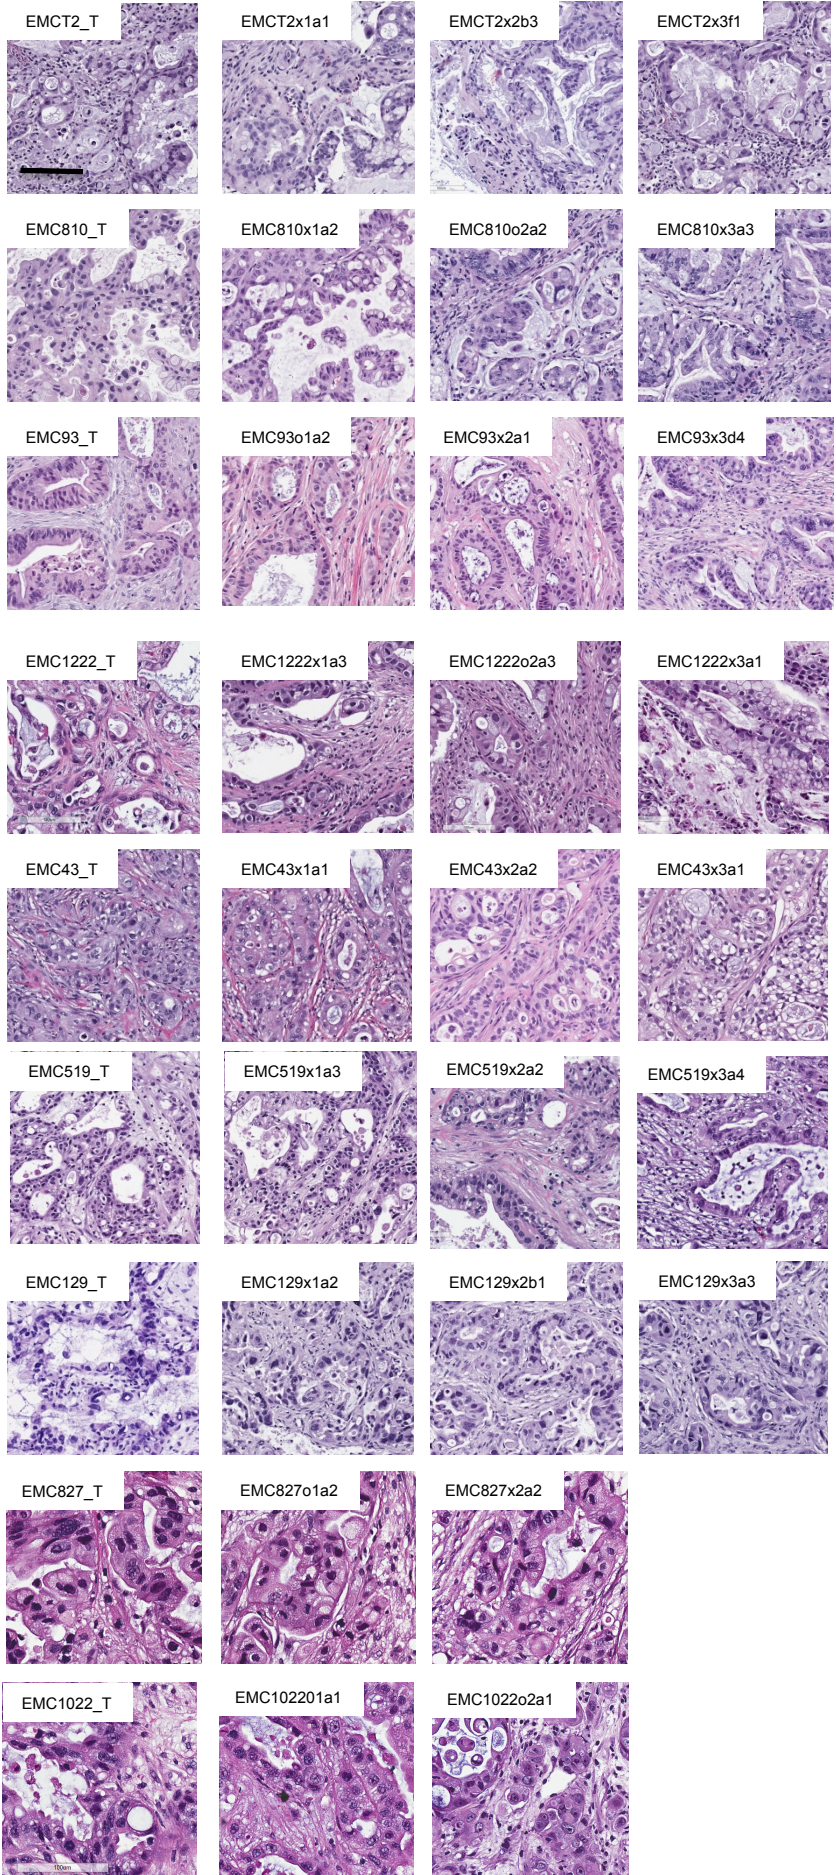 EMCT2_T EMCT2x1a1 EMCT2x2b3 EMCT2x3f1
EMC810_T EMC810x1a2 EMC810o2a2 EMC810x3a3
EMC93_T EMC93o1a2 EMC93x2a1 EMC93x3d4
EMC1222_T EMC1222x1a3 EMC1222o2a3 EMC1222x3a1
EMC43_T EMC43x1a1 EMC43x2a2 EMC43x3a1
EMC519_T EMC519x1a3 EMC519x2a2 EMC519x3a4
EMC129_T EMC129x1a2 EMC129x2b1 EMC129x3a3
EMC827_T EMC827o1a2 EMC827x2a2
EMC1022_T EMC102201a1 EMC1022o2a1
100um